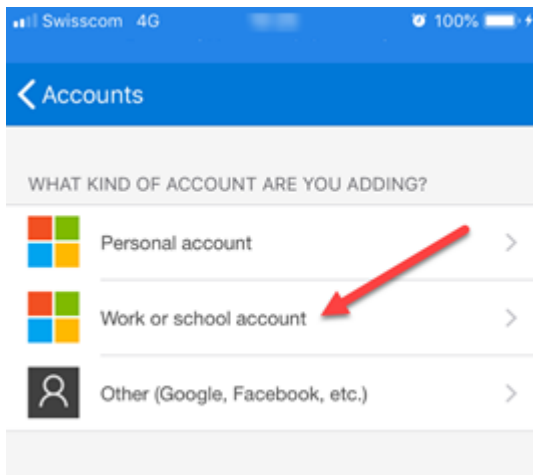 Swisscom 4G 100%
Accounts
WHAT KIND OF ACCOUNT ARE YOU ADDING?
Personal account
Work or school account
Other (Google, Facebook, etc.)